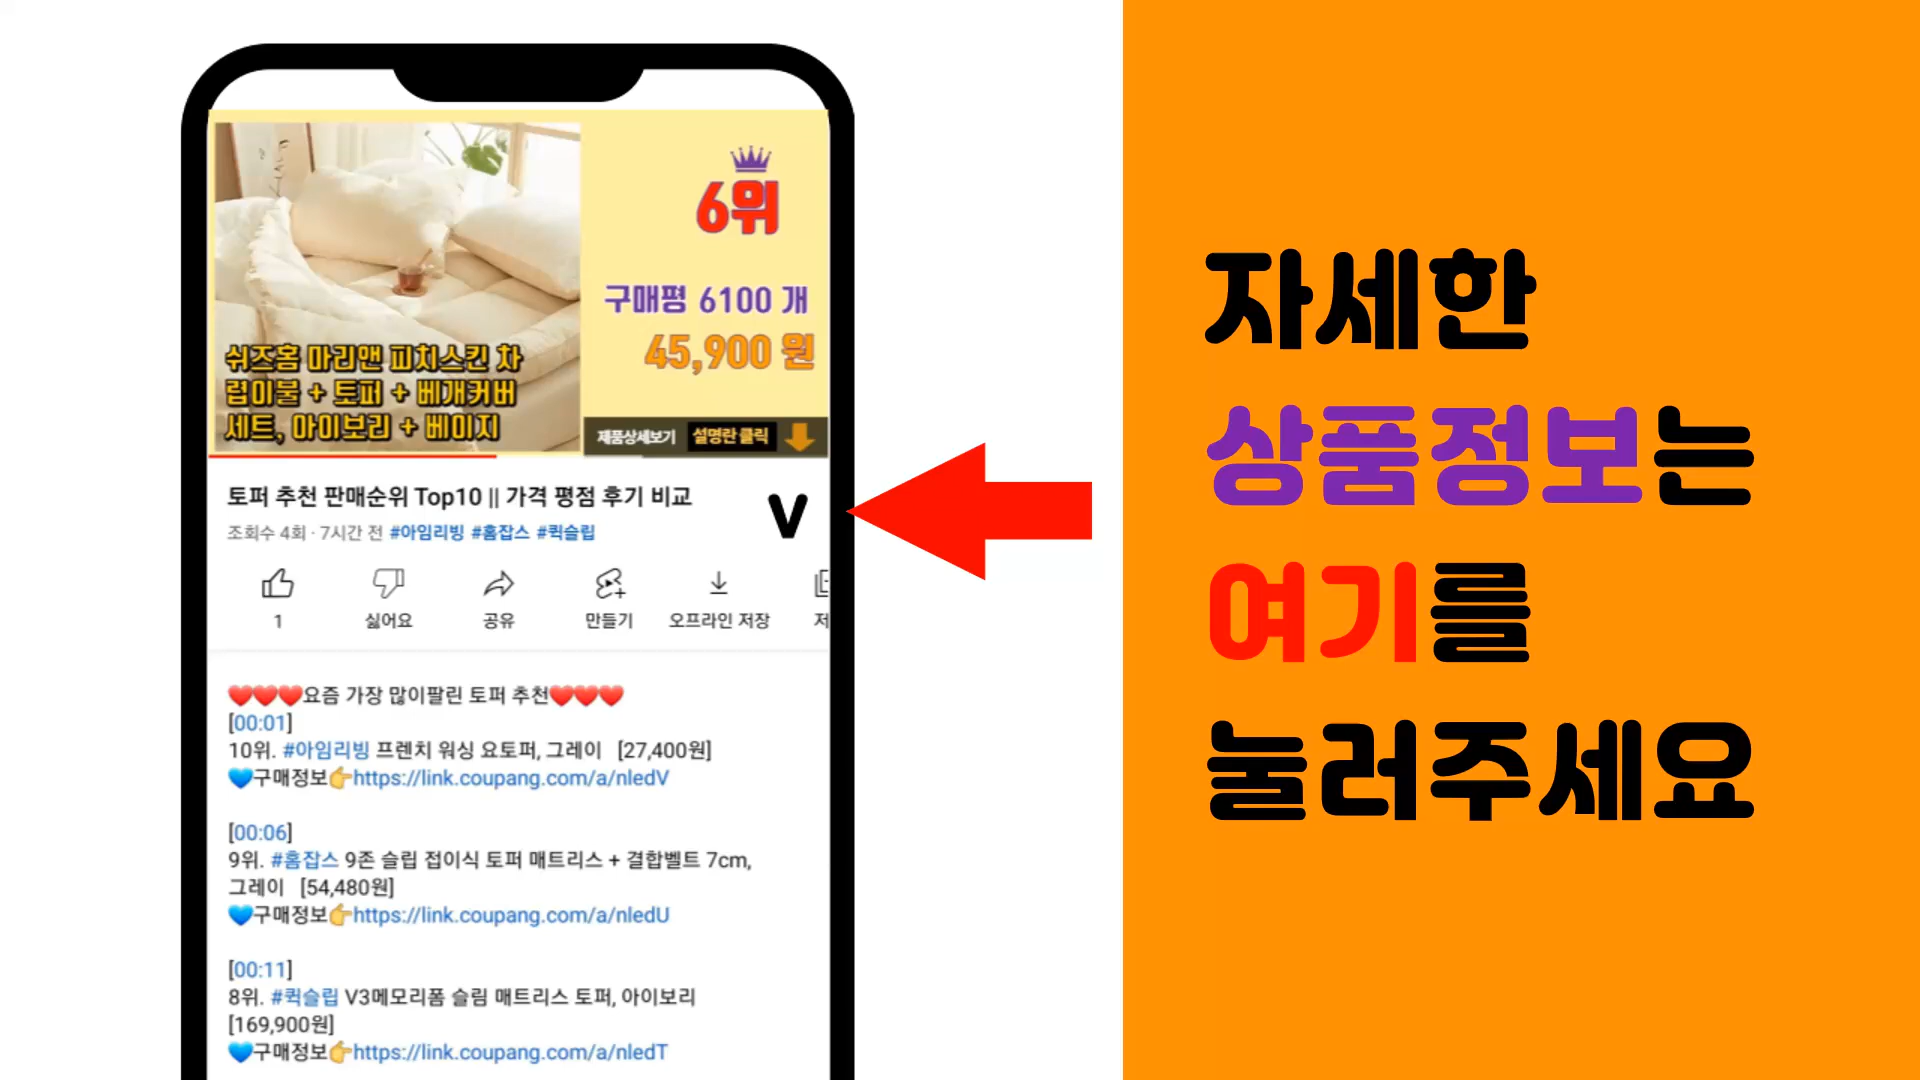 6위
구매평 6100 개
45,900 원
쉬즈홈 마리앤 피치스킨 차
렵이불 + 토퍼 + 베개커버
세트, 아이보리 + 베이지
제품상세보기 설명란 클릭
토퍼 추천 판매순위 Top10 || 가격 평점 후기 비교
V
조회수 4회 · 7시간 전 #아임리빙 #홈잡스 #퀵슬립
1 싫어요 공유 만들기 오프라인 저장 저
❤❤❤요즘 가장 많이팔린 토퍼 추천❤❤❤
[00:01]
10위. #아임리빙 프렌치 워싱 요토퍼, 그레이 [27,400원]
💙구매정보👉https://link.coupang.com/a/nledV
[00:06]
9위. #홈잡스 9존 슬립 접이식 토퍼 매트리스 + 결합벨트 7cm,
그레이 [54,480원]
💙구매정보👉https://link.coupang.com/a/nledU
[00:11]
8위. #퀵슬립 V3메모리폼 슬림 매트리스 토퍼, 아이보리
[169,900원]
💙구매정보👉https://link.coupang.com/a/nledT
자세한
상품정보는
여기를
눌러주세요